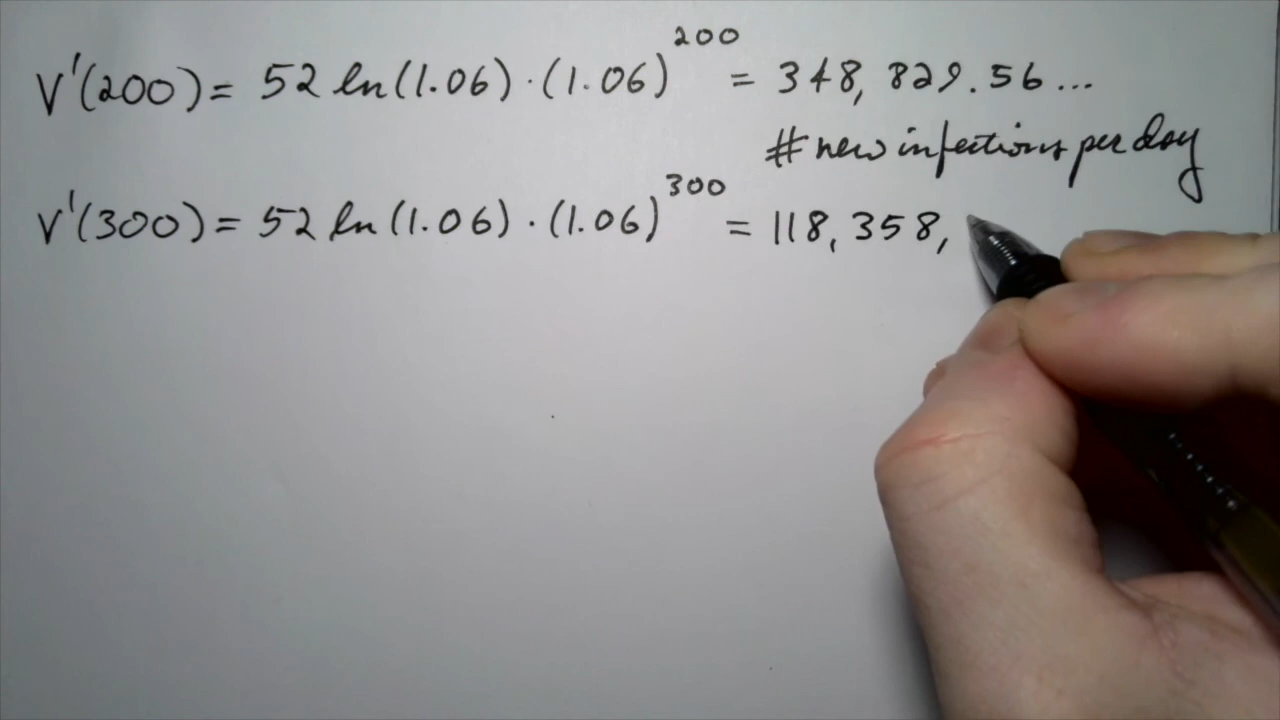 V'(200) = 52 ln(1.06) · (1.06)^200 = 348,829.56...
# new infections per day
V'(300) = 52 ln(1.06) · (1.06)^300 = 118,358,